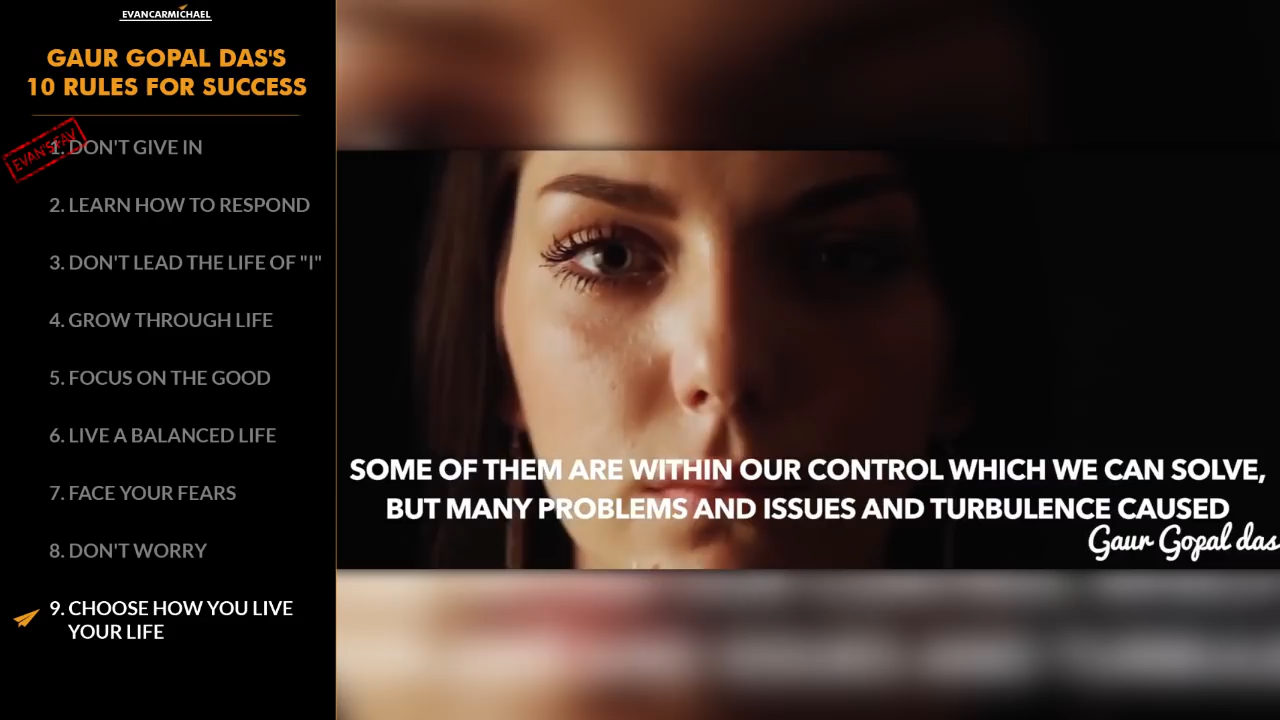 EVANCARMICHAEL
GAUR GOPAL DAS'S
10 RULES FOR SUCCESS
EVAN'S FAV
1. DON'T GIVE IN
2. LEARN HOW TO RESPOND
3. DON'T LEAD THE LIFE OF "I"
4. GROW THROUGH LIFE
5. FOCUS ON THE GOOD
6. LIVE A BALANCED LIFE
7. FACE YOUR FEARS
8. DON'T WORRY
9. CHOOSE HOW YOU LIVE
YOUR LIFE
SOME OF THEM ARE WITHIN OUR CONTROL WHICH WE CAN SOLVE,
BUT MANY PROBLEMS AND ISSUES AND TURBULENCE CAUSED
Gaur Gopal das